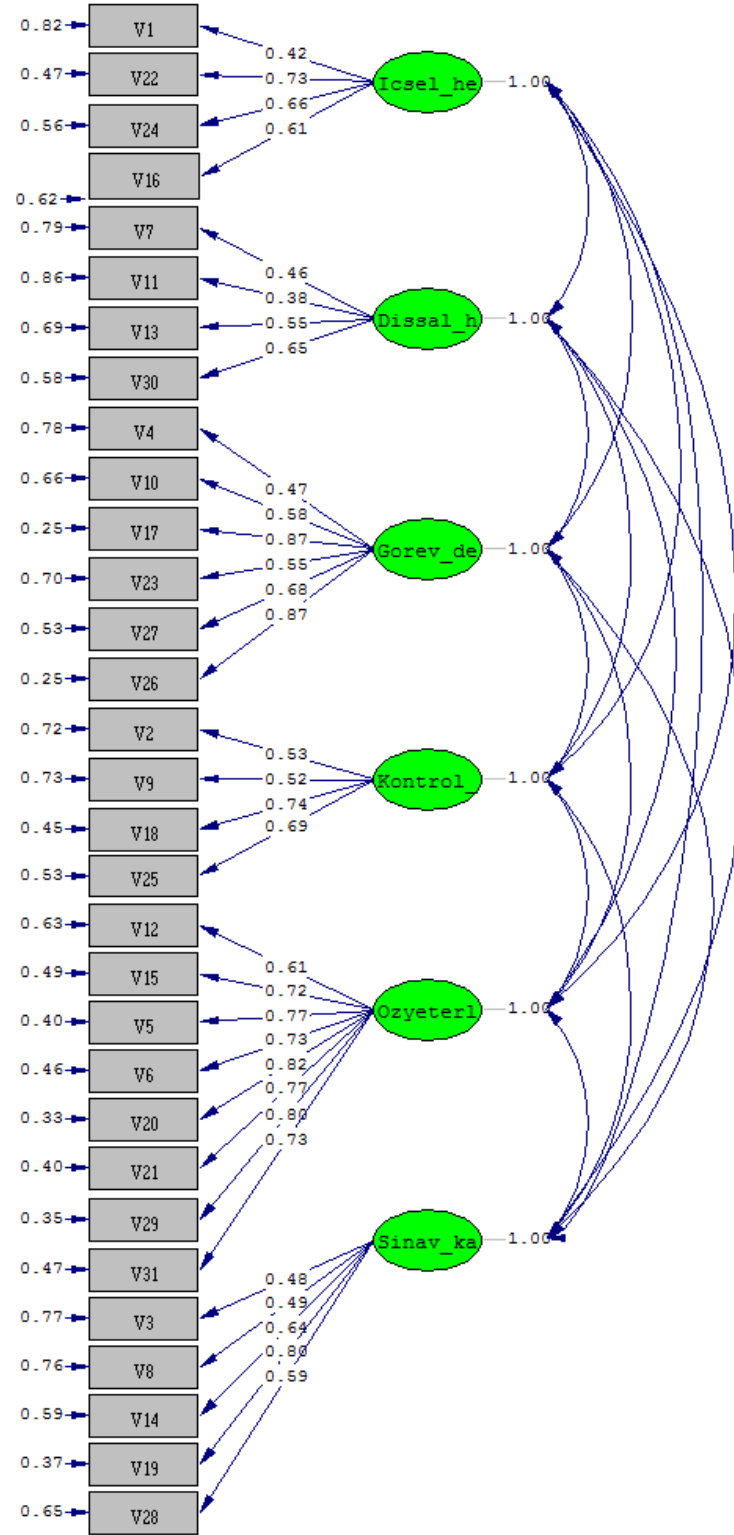 0.82 V1
0.42
0.73 Icsel_he 1.00
0.47 V22
0.66
0.56 V24
0.61
V16
0.62
0.79 V7
0.46
0.86 V11
0.38
0.69 V13 0.55 Dissal_h 1.00
0.65
0.58 V30
0.78 V4
0.47
0.66 V10
0.58
0.25 V17
0.87 Gorev_de 1.00
0.70 V23 0.55
0.68
0.53 V27
0.87
0.25 V26
0.72 V2
0.53
0.73 V9 0.52 Kontrol_ 1.00
0.74
0.45 V18
0.69
0.53 V25
0.63 V12
0.61
0.49 V15
0.72
0.77 Ozyeterl 1.00
0.40 V5
0.73
0.46 V6
0.82
0.77
0.33 V20
0.80
0.73
0.40 V21
0.35 V29
Sinav_ka 1.00
0.47 V31
0.48
0.49
0.77 V3
0.64
0.80
0.76 V8
0.59
0.59 V14
0.37 V19
0.65 V28